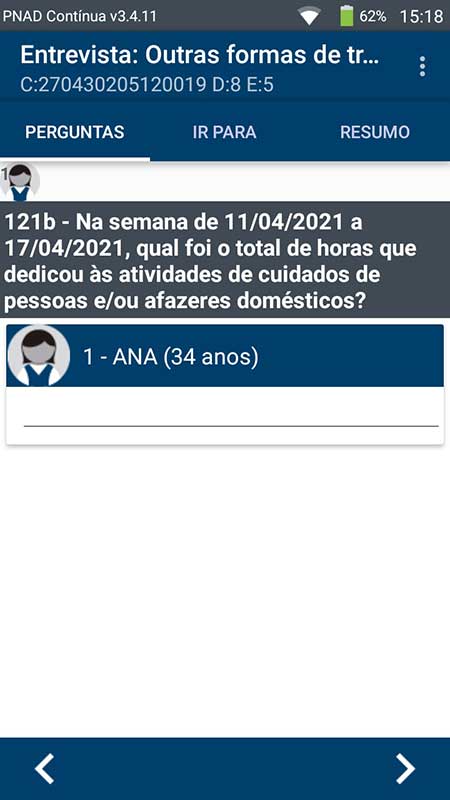 PNAD Contínua v3.4.11 62% 15:18
Entrevista: Outras formas de tr...
C:270430205120019 D:8 E:5
PERGUNTAS IR PARA RESUMO
1
121b - Na semana de 11/04/2021 a
17/04/2021, qual foi o total de horas que
dedicou às atividades de cuidados de
pessoas e/ou afazeres domésticos?
1 - ANA (34 anos)